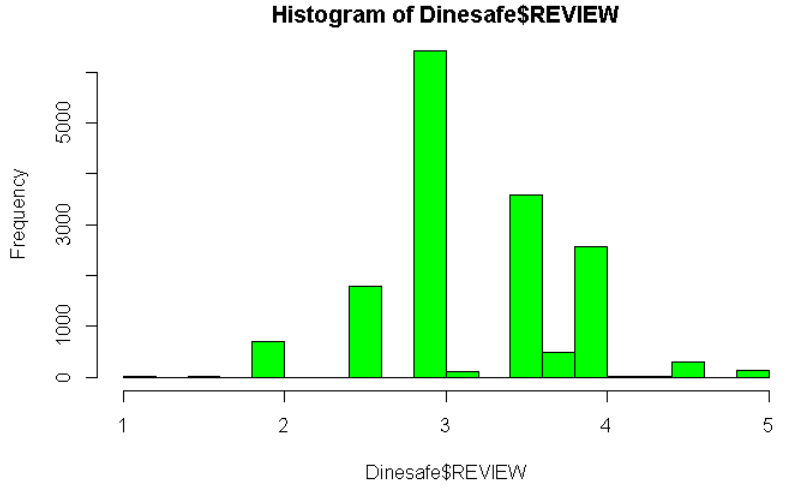 Histogram of Dinesafe$REVIEW
Frequency
5000
3000
1000
0
1 2 3 4 5
Dinesafe$REVIEW